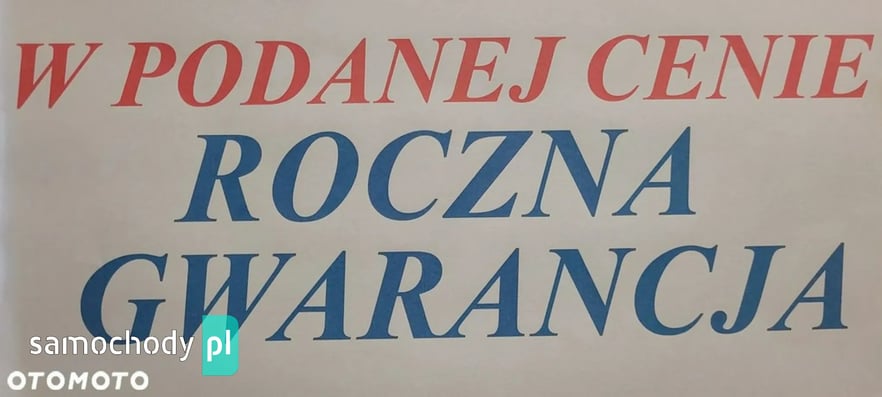 W PODANEJ CENIE
ROCZNA
GWARANCJA
samochody pl
OTOMOTO